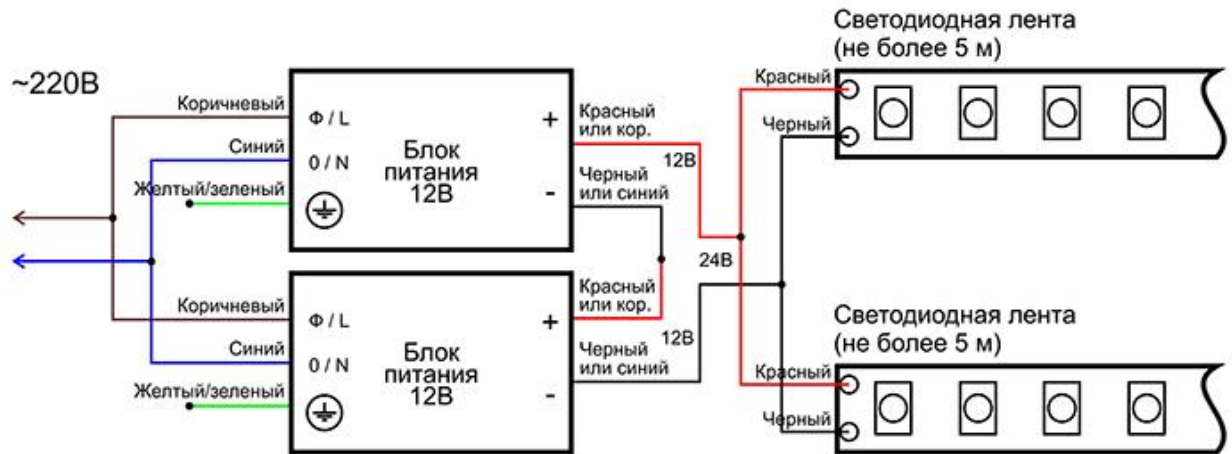 ~220В
Коричневый
Синий
Желтый/зеленый
Ф / L
0 / N
Блок
питания
12В
+
-
Красный
или кор.
Черный
или синий
12В
24В
12В
Коричневый
Синий
Желтый/зеленый
Ф / L
0 / N
Блок
питания
12В
+
-
Красный
или кор.
Черный
или синий
Светодиодная лента
(не более 5 м)
Красный
Черный
Светодиодная лента
(не более 5 м)
Красный
Черный